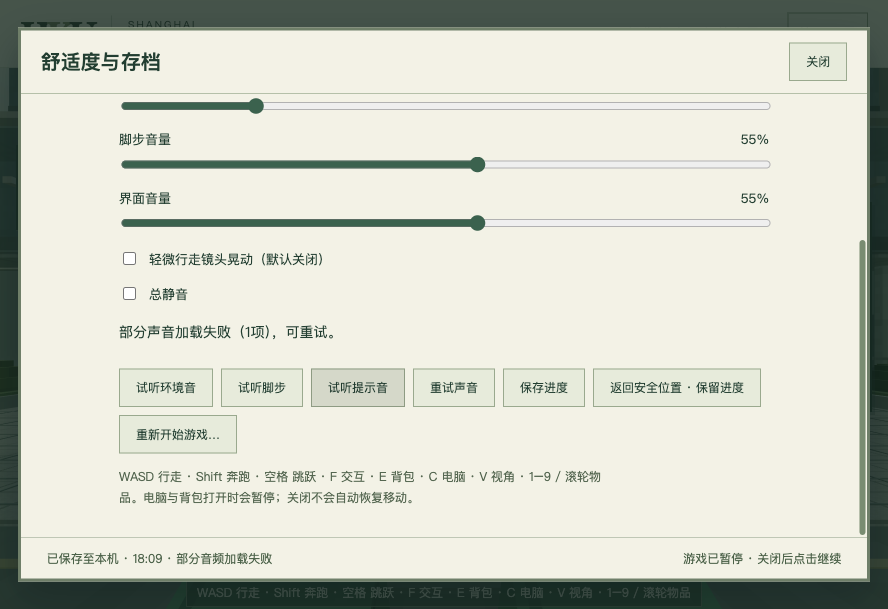 SHANGHAI
舒适度与存档
关闭
脚步音量 55%
界面音量 55%
轻微行走镜头晃动（默认关闭）
总静音
部分声音加载失败（1项），可重试。
试听环境音 试听脚步 试听提示音 重试声音 保存进度 返回安全位置 · 保留进度
重新开始游戏...
WASD 行走 · Shift 奔跑 · 空格 跳跃 · F 交互 · E 背包 · C 电脑 · V 视角 · 1—9 / 滚轮物
品。电脑与背包打开时会暂停；关闭不会自动恢复移动。
已保存至本机 · 18:09 · 部分音频加载失败 游戏已暂停 · 关闭后点击继续
WASD 行走 · Shift 奔跑 · 空格 跳跃 · F 交互 · E 背包 · C 电脑 · V 视角 · 1—9 / 滚轮物品